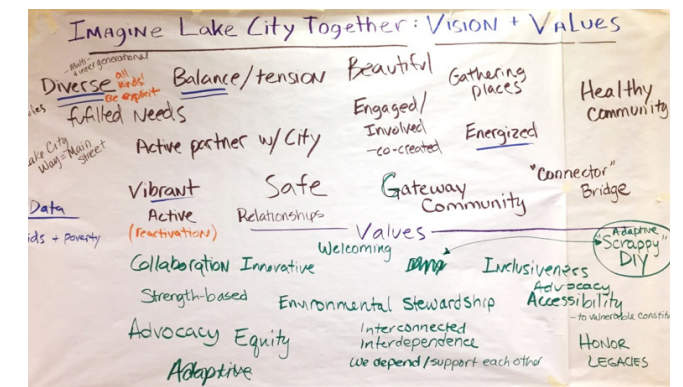 IMAGINE LAKE CITY TOGETHER: VISION + VALUES
-Multi-
+intergenerational
Diverse all kinds!
Be explicit
Balance/tension
Beautiful
Gathering
places
Healthy
Community
fulfilled Needs
Engaged/
Involved
-co-created
Energized
Active partner w/City
Way=Main
Street
"Connector"
Bridge
Vibrant
Safe
Gateway
Community
Active
(reactivation)
Relationships
Data
+ poverty
Values
Welcoming
"Adaptive
"Scrappy"
DIY
Collaboration Innovative
Inclusiveness
Advocacy
Accessibility
-to vulnerable
Strength-based
Environmental Stewardship
Advocacy Equity
Interconnected
Interdependence
We depend/support each other
HONOR
LEGACIES
Adaptive